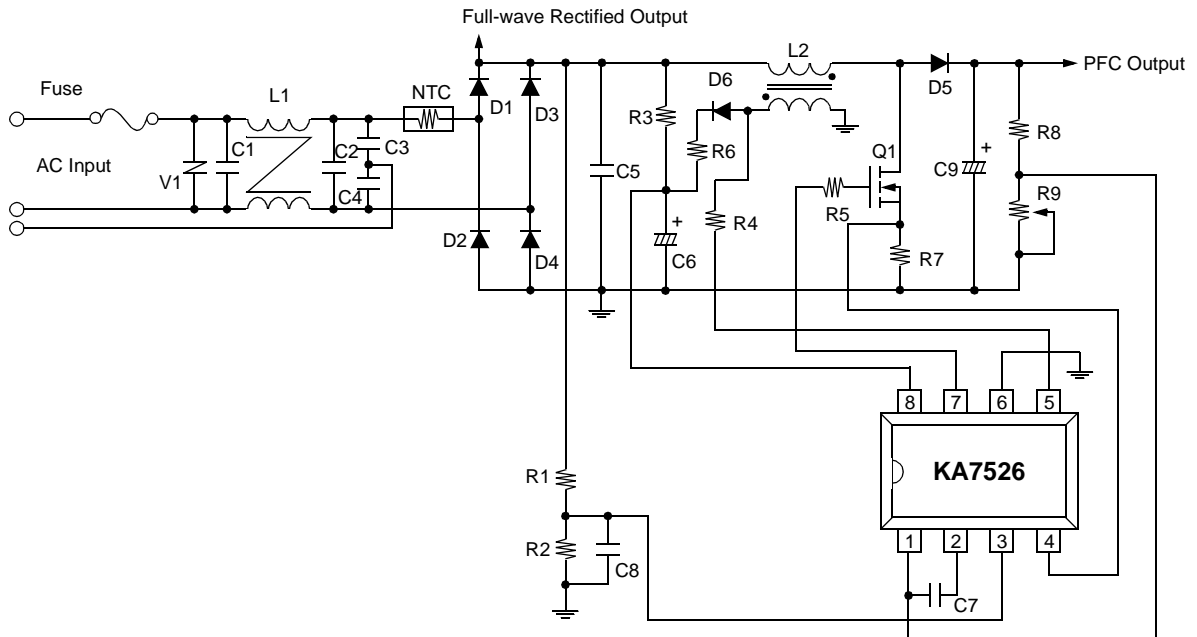 Full-wave Rectified Output
L2
PFC Output
Fuse
L1
NTC
D1
D3
D6
D5
R3
R8
AC Input
V1
C1
C2
C3
C4
C5
R6
Q1
C9
+
R9
R5
R4
D2
D4
+
C6
R7
8
7
6
5
KA7526
R1
R2
C8
1
2
3
4
C7